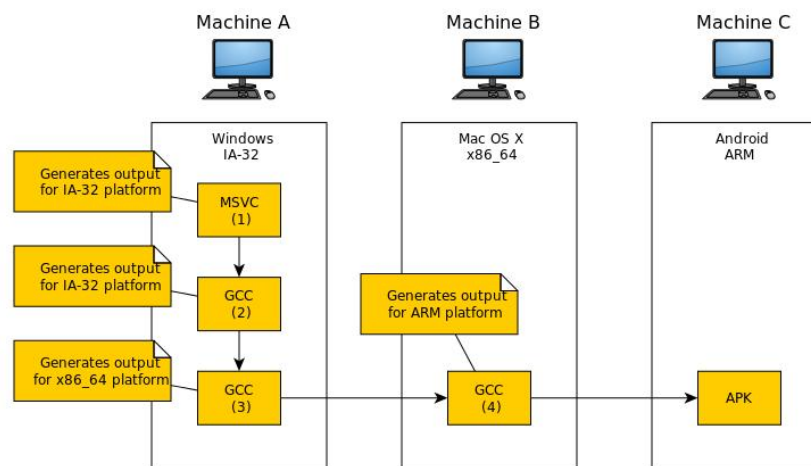 Machine A
Machine B
Machine C
Windows
IA-32
Mac OS X
x86_64
Android
ARM
Generates output
for IA-32 platform
MSVC
(1)
Generates output
for IA-32 platform
GCC
(2)
Generates output
for ARM platform
Generates output
for x86_64 platform
GCC
(3)
GCC
(4)
APK